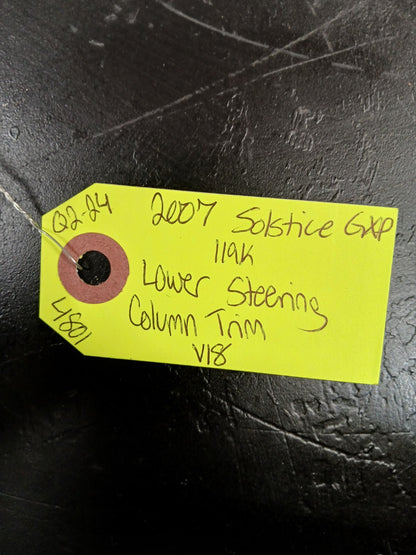 Q2-24
2007 Solstice GXP
119K
Lower Steering
Column Trim
V18
4801